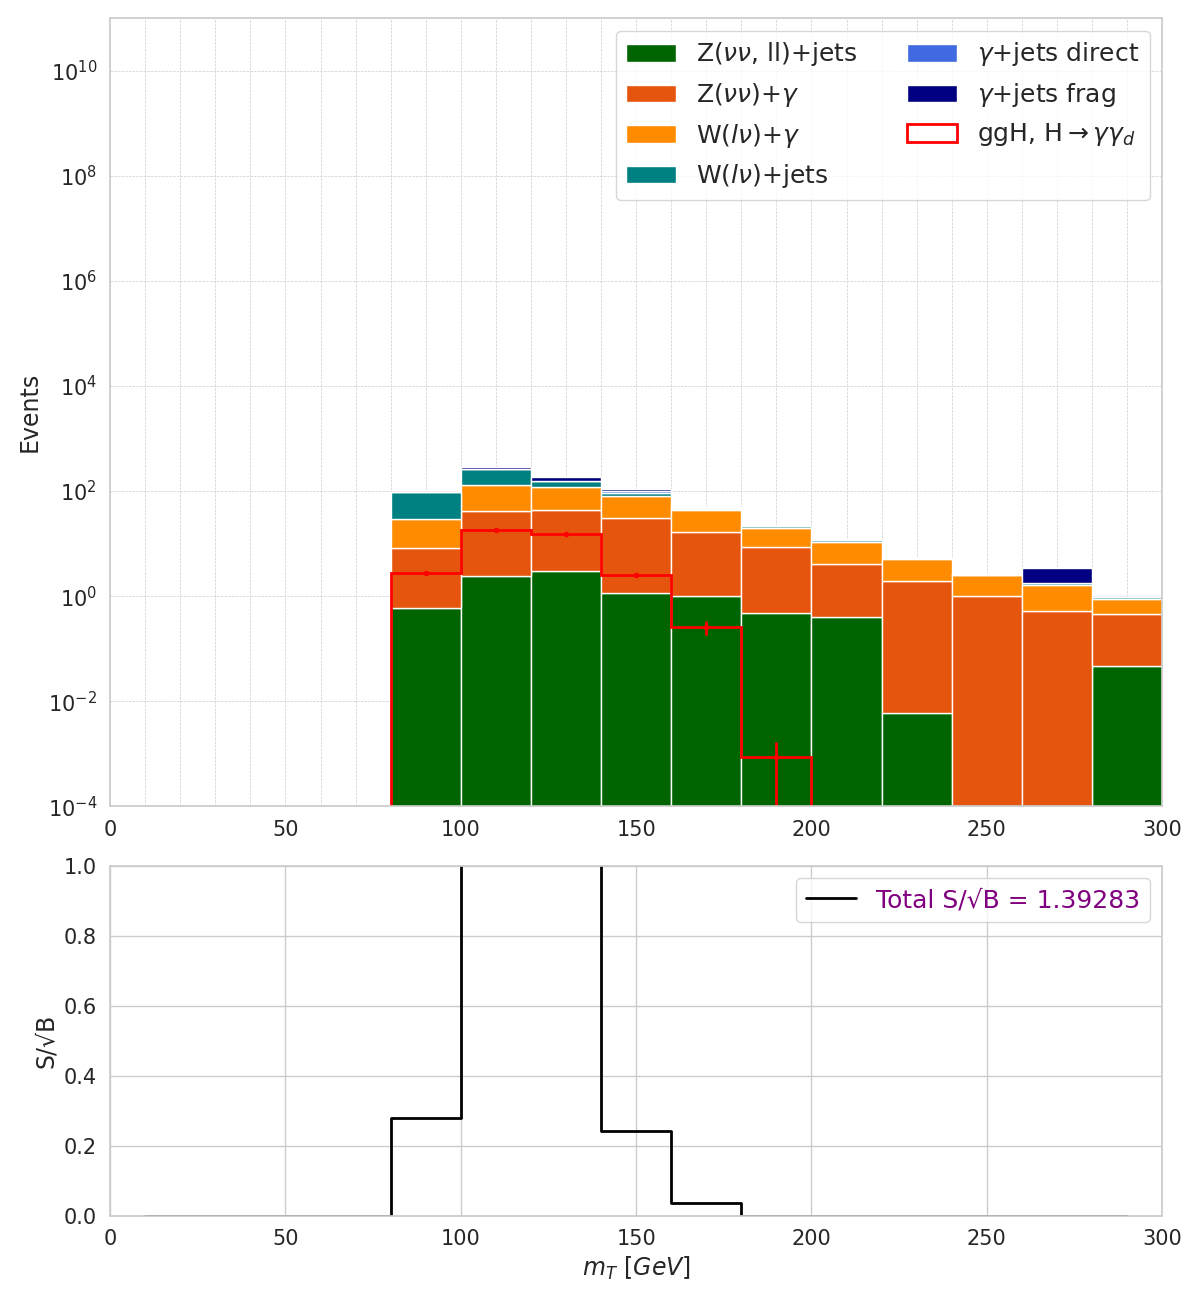 Z(νν, ll)+jets
Z(νν)+γ
W(lν)+γ
W(lν)+jets
γ+jets direct
γ+jets frag
ggH, H→γγ_d
Events
10^10
10^8
10^6
10^4
10^2
10^0
10^−2
10^−4
0 50 100 150 200 250 300
Total S/√B = 1.39283
S/√B
1.0
0.8
0.6
0.4
0.2
0.0
0 50 100 150 200 250 300
m_T [GeV]